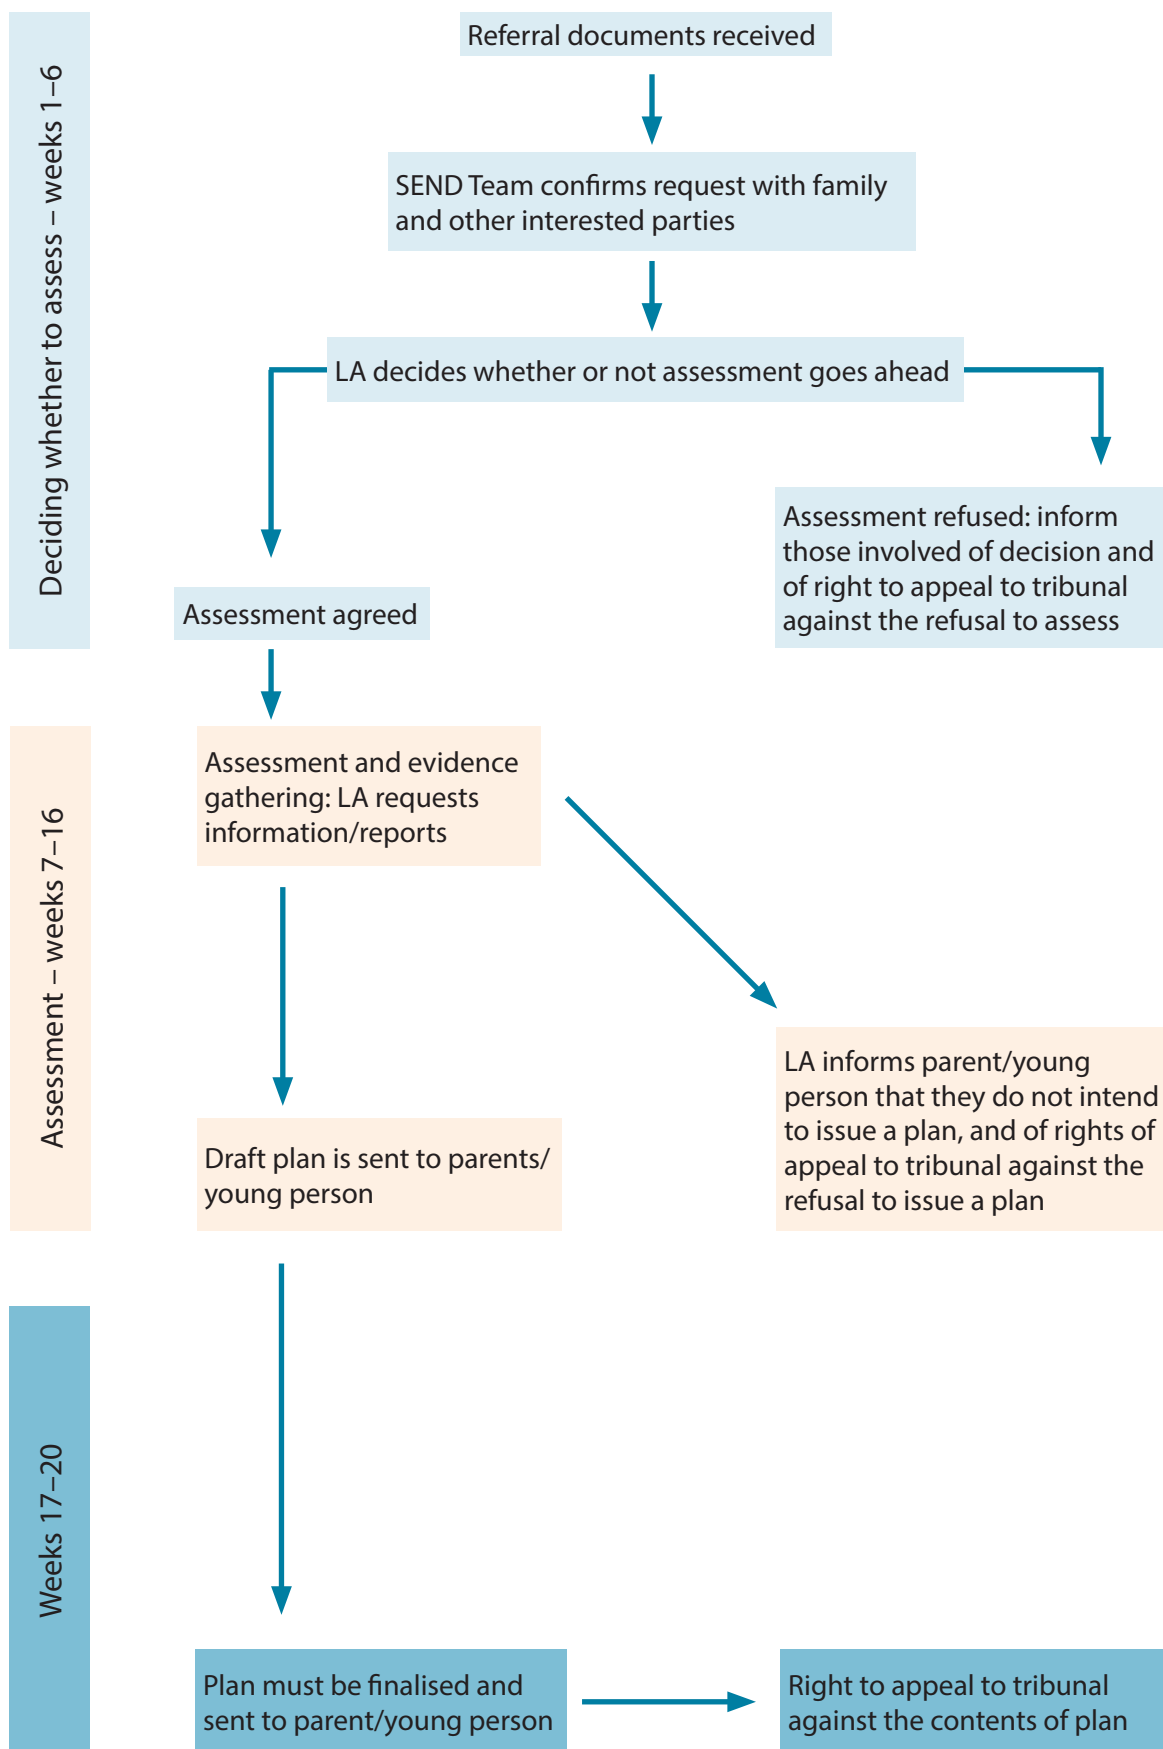 Deciding whether to assess – weeks 1–6
Referral documents received
SEND Team confirms request with family
and other interested parties
LA decides whether or not assessment goes ahead
Assessment refused: inform
those involved of decision and
of right to appeal to tribunal
against the refusal to assess
Assessment agreed
Assessment – weeks 7–16
Assessment and evidence
gathering: LA requests
information/reports
LA informs parent/young
person that they do not intend
to issue a plan, and of rights of
appeal to tribunal against the
refusal to issue a plan
Draft plan is sent to parents/
young person
Weeks 17–20
Plan must be finalised and
sent to parent/young person
Right to appeal to tribunal
against the contents of plan